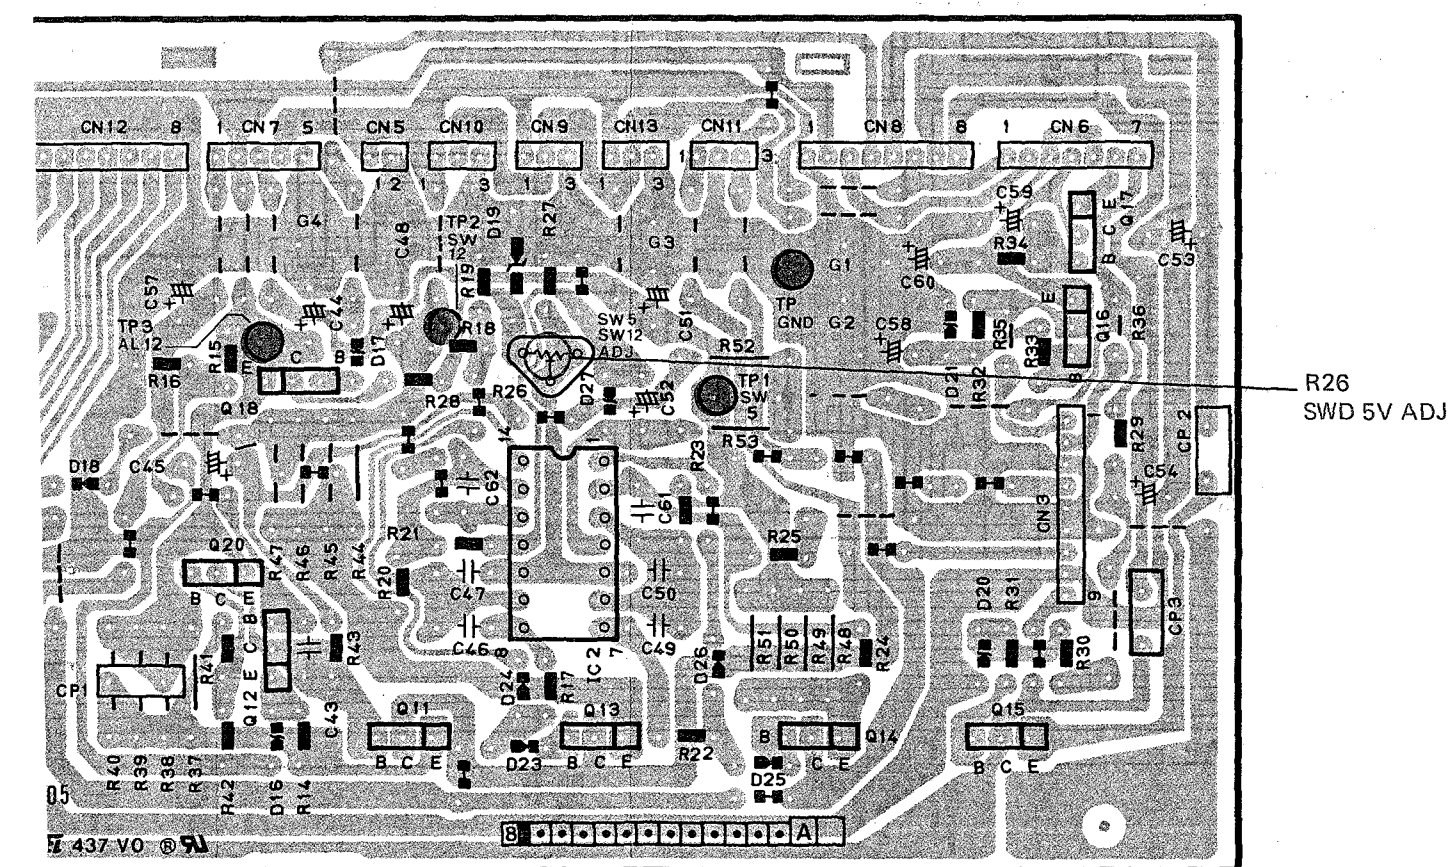 CN12 8 1 CN7 5 CN5 CN10 CN9 CN13 CN11 1 CN8 8 1 CN6 7
1 3
1 2 1 3 1 3 1 3
G4 C48 TP2 SW 12 D19 R27 G3 C59 E C B Q17
R19 G1 R34 C60 C53
C57 C44 TP GND G2 C58 E Q16 R36
TP3 AL12 R15 R18 SW5 SW12 ADJ C51 R52 R35 R33
R16 E C B D17 D27 C52 TP1 SW 5 D21 R32 B
R26
SWD 5V ADJ
Q18 R28 R26 R53 1 R29 CP2
14 1 R23
D18 C45 C62 C61 CN3 C54
Q20 R47 R46 R45 R44 R21 R25
B C E R20 C47 C50 D20 R31 9 CP3
B C E R43 C46 C49 R51 R50 R49 R48 R24 R30
8 IC2 7 D26
CP1 R41 Q12 C43 D24 R17
Q11 Q13 R22 B Q14 Q15
B C E D23 B C E C E B C E
D25
R40 R39 R38 R37 R42 D16 R14
05
8 A
437 V0 ®